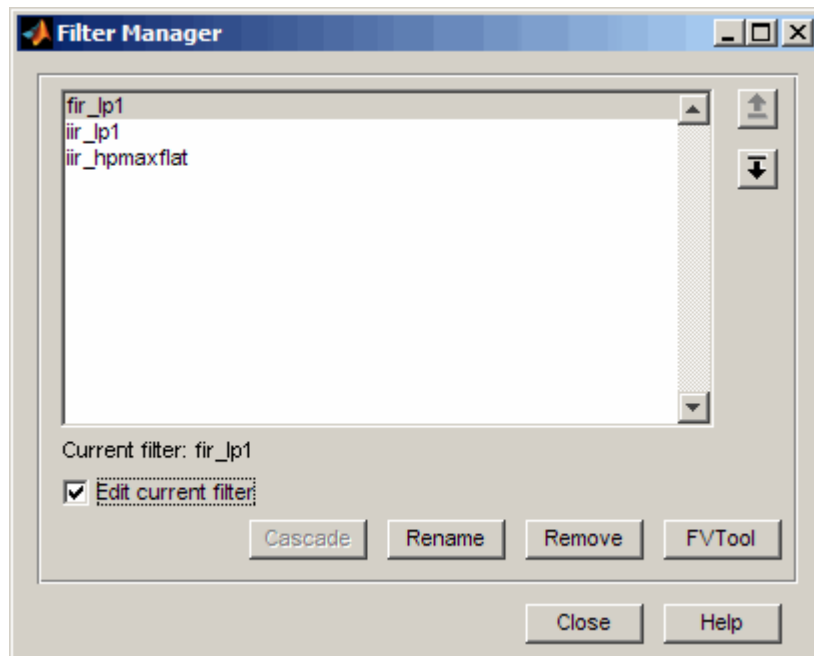 Filter Manager
fir_lp1
iir_lp1
iir_hpmaxflat
Current filter: fir_lp1
Edit current filter
Cascade Rename Remove FVTool
Close Help